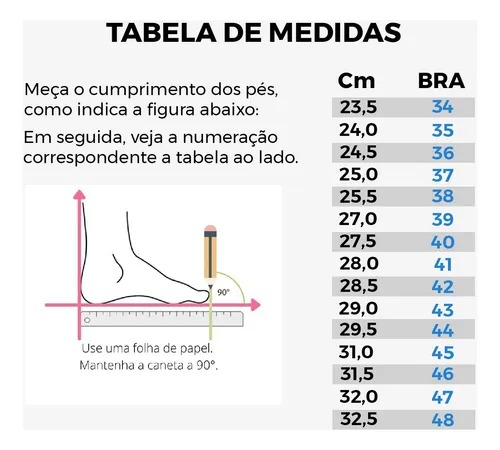 TABELA DE MEDIDAS
Meça o cumprimento dos pés,
como indica a figura abaixo:
Em seguida, veja a numeração
correspondente a tabela ao lado.
90°
Use uma folha de papel.
Mantenha a caneta a 90°.
Cm BRA
23,5 34
24,0 35
24,5 36
25,0 37
25,5 38
27,0 39
27,5 40
28,0 41
28,5 42
29,0 43
29,5 44
31,0 45
31,5 46
32,0 47
32,5 48